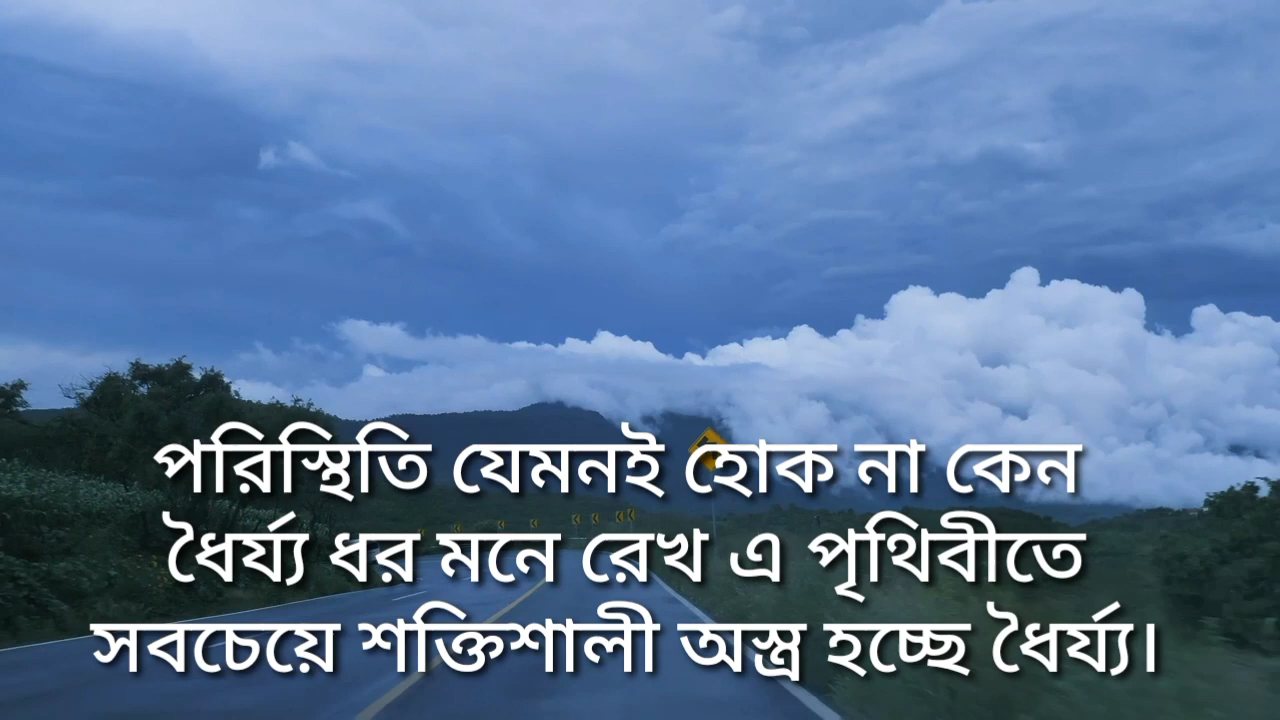 পরিস্থিতি যেমনই হোক না কেন
ধৈর্য্য ধর মনে রেখ এ পৃথিবীতে
সবচেয়ে শক্তিশালী অস্ত্র হচ্ছে ধৈর্য্য।